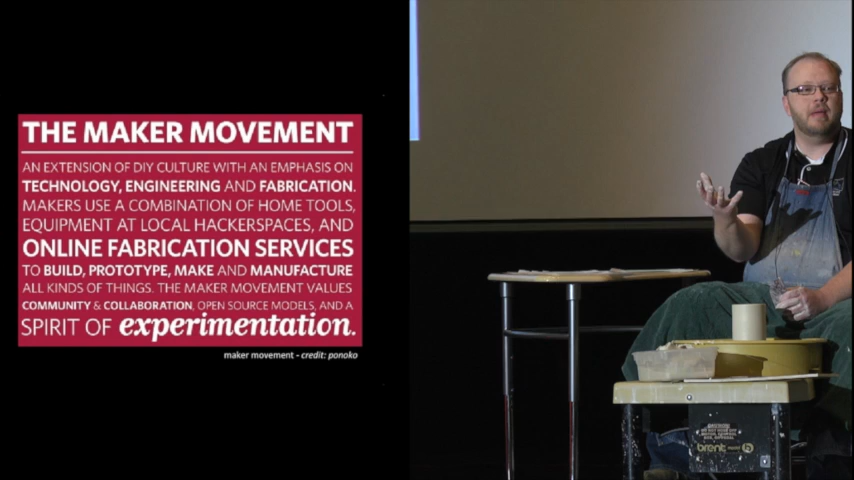 THE MAKER MOVEMENT
AN EXTENSION OF DIY CULTURE WITH AN EMPHASIS ON
TECHNOLOGY, ENGINEERING AND FABRICATION.
MAKERS USE A COMBINATION OF HOME TOOLS,
EQUIPMENT AT LOCAL HACKERSPACES, AND
ONLINE FABRICATION SERVICES
TO BUILD, PROTOTYPE, MAKE AND MANUFACTURE
ALL KINDS OF THINGS. THE MAKER MOVEMENT VALUES
COMMUNITY & COLLABORATION, OPEN SOURCE MODELS, AND A
SPIRIT OF experimentation.
maker movement - credit: ponoko
brent